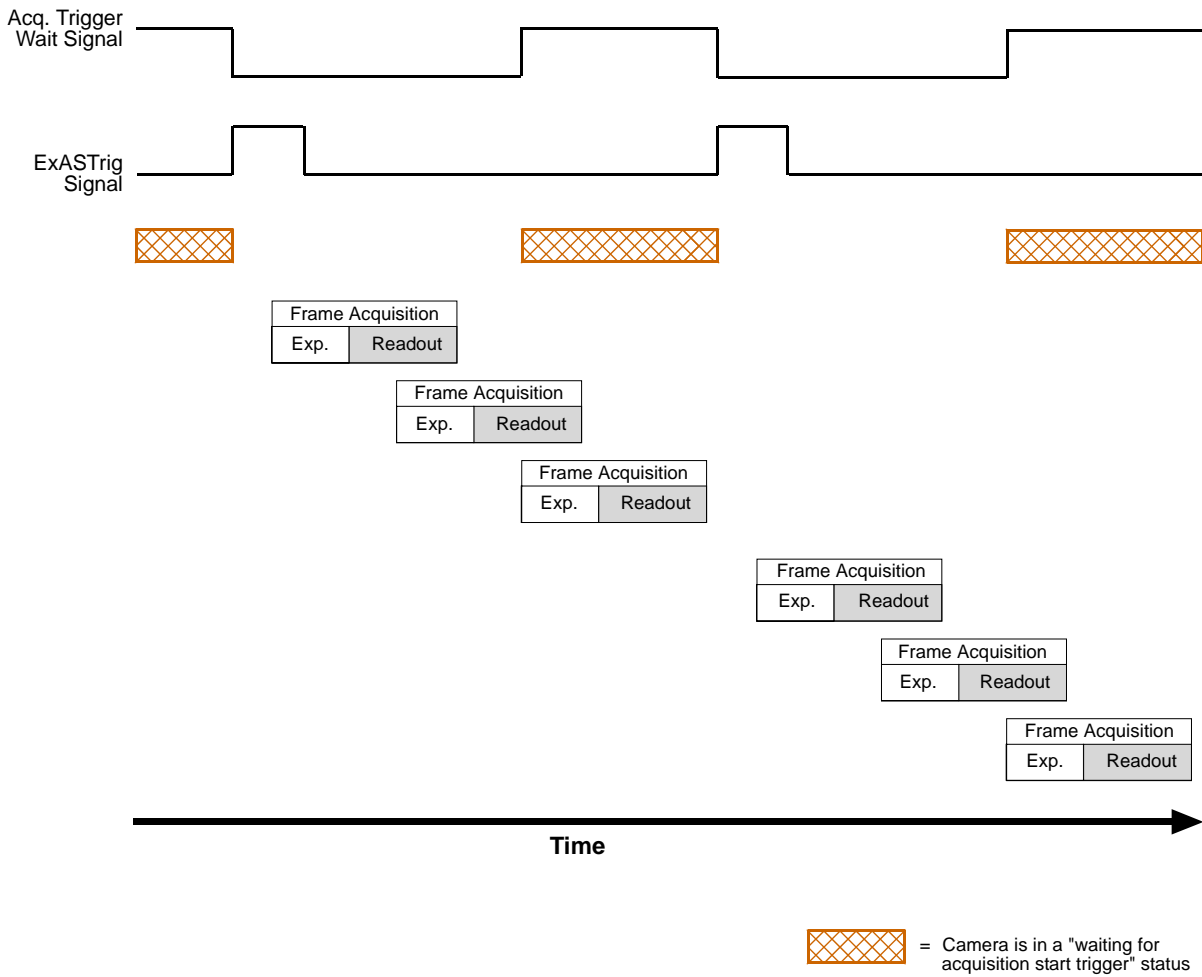 Acq. Trigger
Wait Signal
ExASTrig
Signal
Frame Acquisition
Exp. Readout
Frame Acquisition
Exp. Readout
Frame Acquisition
Exp. Readout
Frame Acquisition
Exp. Readout
Frame Acquisition
Exp. Readout
Frame Acquisition
Exp. Readout
Time
= Camera is in a "waiting for
acquisition start trigger" status